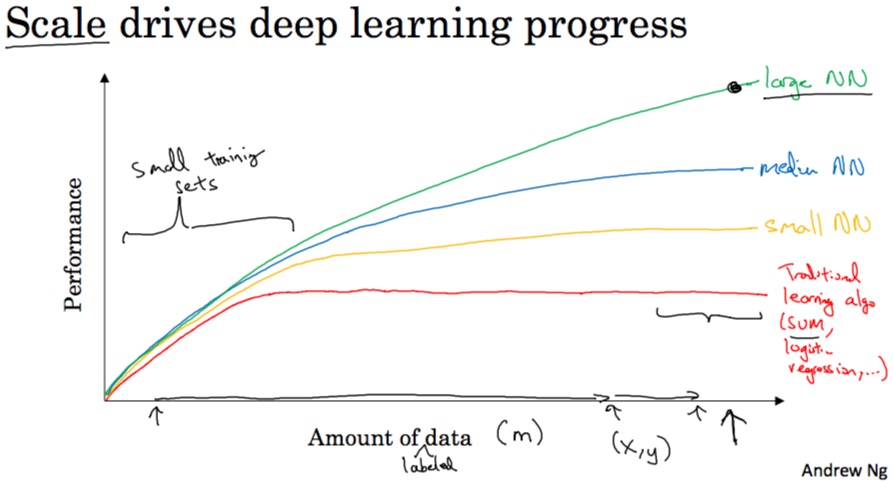 Scale drives deep learning progress
large NN
small training
sets
medium NN
small NN
Performance
Traditional
learning algo
(SVM,
logistic
regression,...)
Amount of data (m)
labeled
(x,y)
Andrew Ng